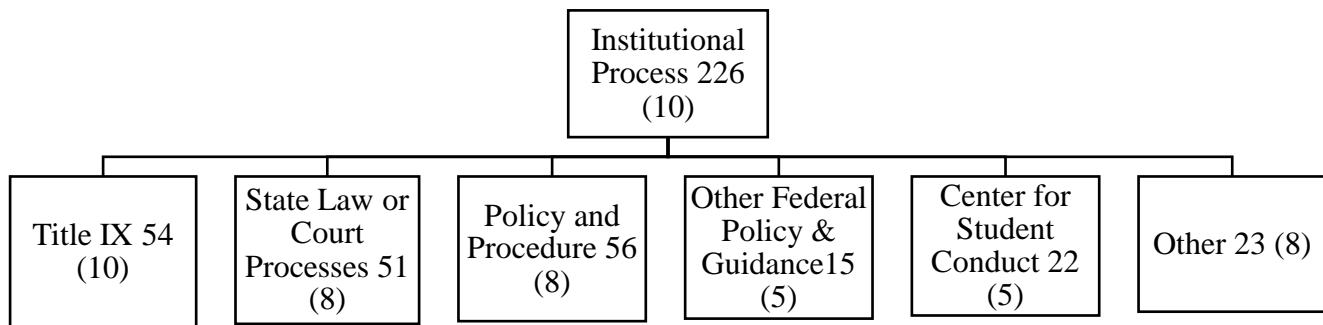 Institutional
Process 226
(10)
Title IX 54
(10)
State Law or
Court
Processes 51
(8)
Policy and
Procedure 56
(8)
Other Federal
Policy &
Guidance15
(5)
Center for
Student
Conduct 22
(5)
Other 23 (8)